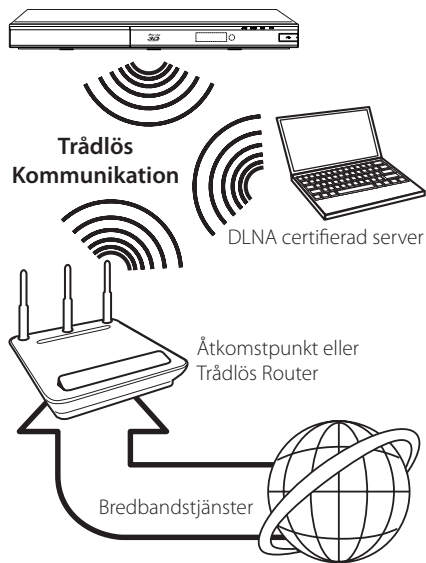 3D
Trådlös
Kommunikation
DLNA certifierad server
Åtkomstpunkt eller
Trådlös Router
Bredbandstjänster